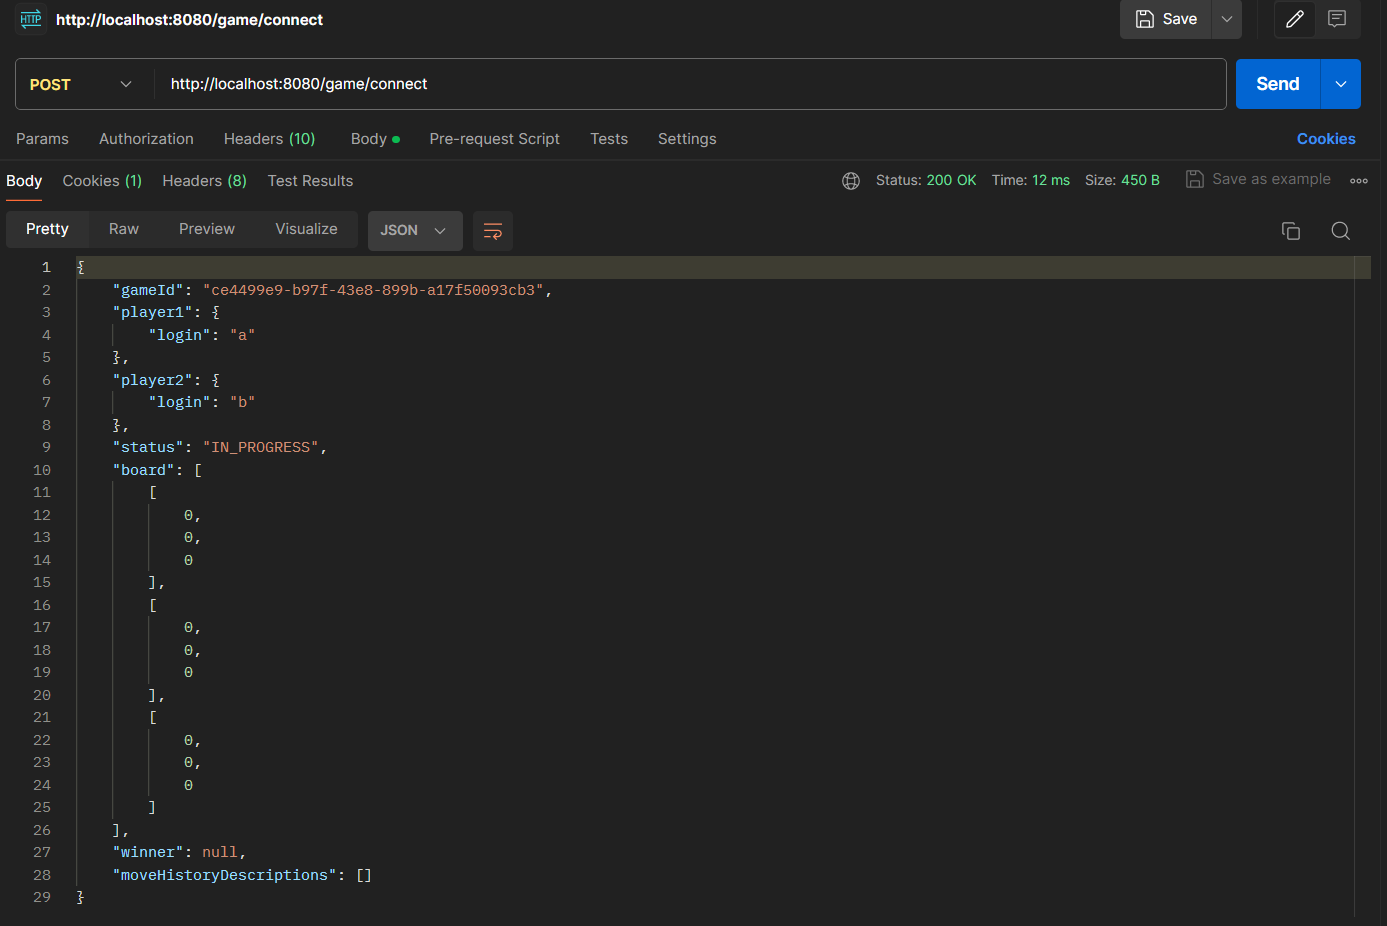 HTTP http://localhost:8080/game/connect Save
POST http://localhost:8080/game/connect Send
Params Authorization Headers (10) Body Pre-request Script Tests Settings Cookies
Body Cookies (1) Headers (8) Test Results Status: 200 OK Time: 12 ms Size: 450 B Save as example
Pretty Raw Preview Visualize JSON
1 {
2 "gameId": "ce4499e9-b97f-43e8-899b-a17f50093cb3",
3 "player1": {
4 "login": "a"
5 },
6 "player2": {
7 "login": "b"
8 },
9 "status": "IN_PROGRESS",
10 "board": [
11 [
12 0,
13 0,
14 0
15 ],
16 [
17 0,
18 0,
19 0
20 ],
21 [
22 0,
23 0,
24 0
25 ]
26 ],
27 "winner": null,
28 "moveHistoryDescriptions": []
29 }